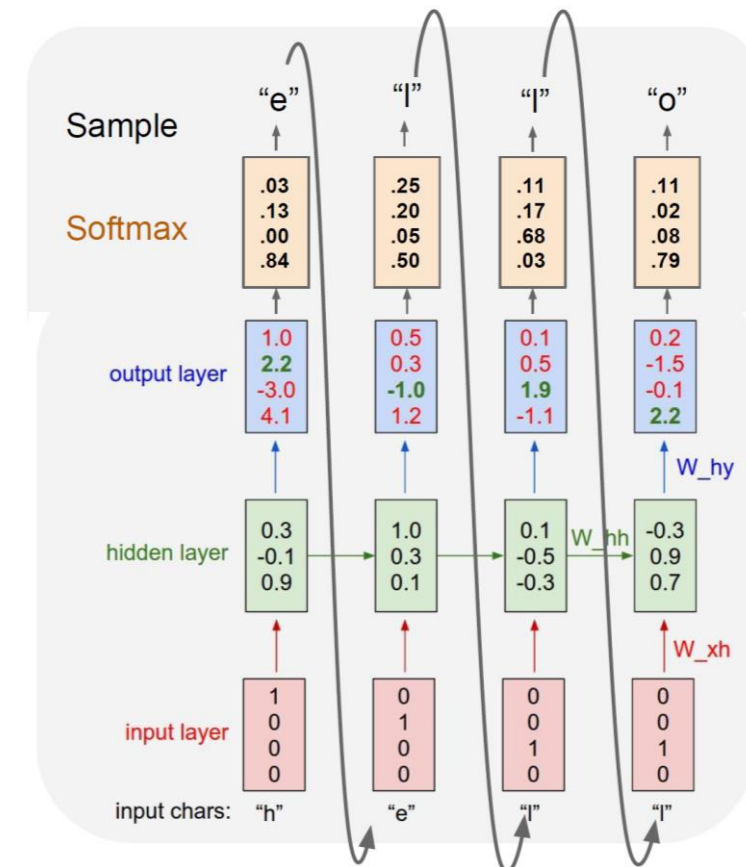 “e” “l” “l” “o”
Sample
.03 .25 .11 .11
.13 .20 .17 .02
Softmax
.00 .05 .68 .08
.84 .50 .03 .79
1.0 0.5 0.1 0.2
2.2 0.3 0.5 -1.5
output layer
-3.0 -1.0 1.9 -0.1
4.1 1.2 -1.1 2.2
W_hy
0.3 1.0 0.1 -0.3
W_hh
hidden layer
-0.1 0.3 -0.5 0.9
0.9 0.1 -0.3 0.7
W_xh
1 0 0 0
0 1 0 0
input layer
0 0 1 1
0 0 0 0
input chars: “h” “e” “l” “l”